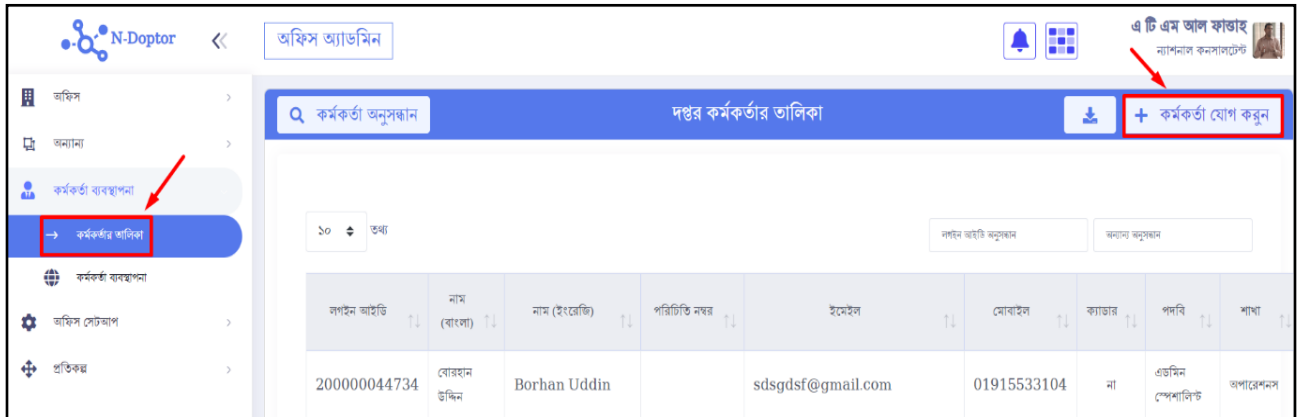 N-Doptor
অফিস অ্যাডমিন
এ টি এম আল ফাত্তাহ
ন্যাশনাল কনসালটেন্ট
অফিস
অন্যান্য
কর্মকর্তা ব্যবস্থাপনা
কর্মকর্তার তালিকা
কর্মকর্তা ব্যবস্থাপনা
অফিস সেটআপ
প্রতিকল্প
কর্মকর্তা অনুসন্ধান
দপ্তর কর্মকর্তার তালিকা
+ কর্মকর্তা যোগ করুন
১০ তথ্য
লগইন আইডি অনুসন্ধান
অন্যান্য অনুসন্ধান
লগইন আইডি
নাম
(বাংলা)
নাম (ইংরেজি)
পরিচিতি নম্বর
ইমেইল
মোবাইল
ক্যাডার
পদবি
শাখা
200000044734
বোরহান
উদ্দিন
Borhan Uddin
sdsgdsf@gmail.com
01915533104
না
এডমিন
স্পেশালিস্ট
অপারেশনস